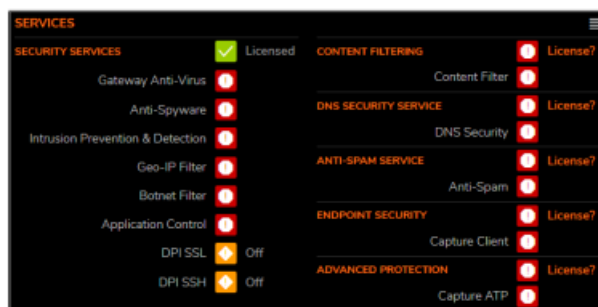 SERVICES
SECURITY SERVICES Licensed
Gateway Anti-Virus
Anti-Spyware
Intrusion Prevention & Detection
Geo-IP Filter
Botnet Filter
Application Control
DPI SSL Off
DPI SSH Off
CONTENT FILTERING License?
Content Filter
DNS SECURITY SERVICE License?
DNS Security
ANTI-SPAM SERVICE License?
Anti-Spam
ENDPOINT SECURITY License?
Capture Client
ADVANCED PROTECTION License?
Capture ATP